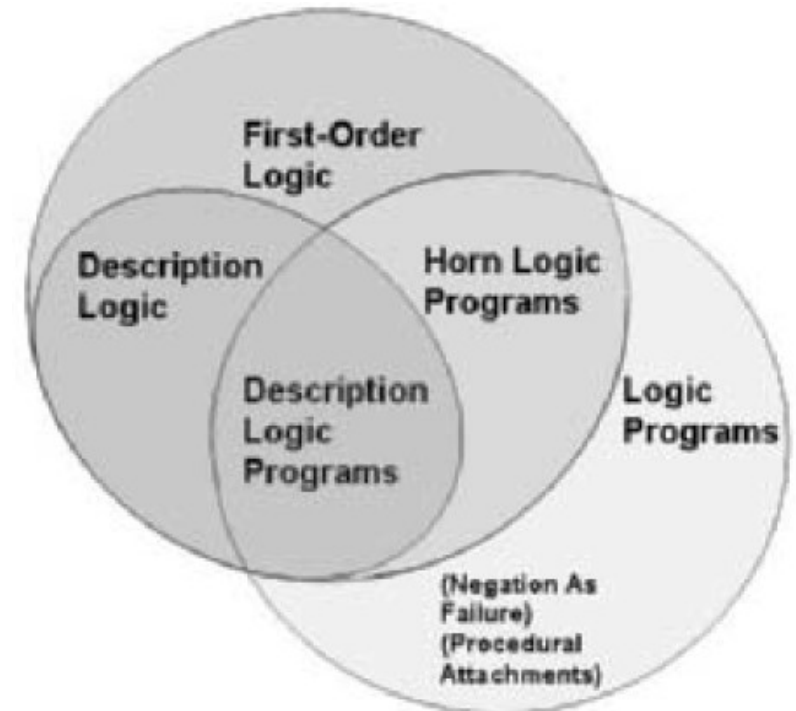 First-Order
Logic
Description
Logic
Horn Logic
Programs
Description
Logic
Programs
Logic
Programs
(Negation As
Failure)
(Procedural
Attachments)